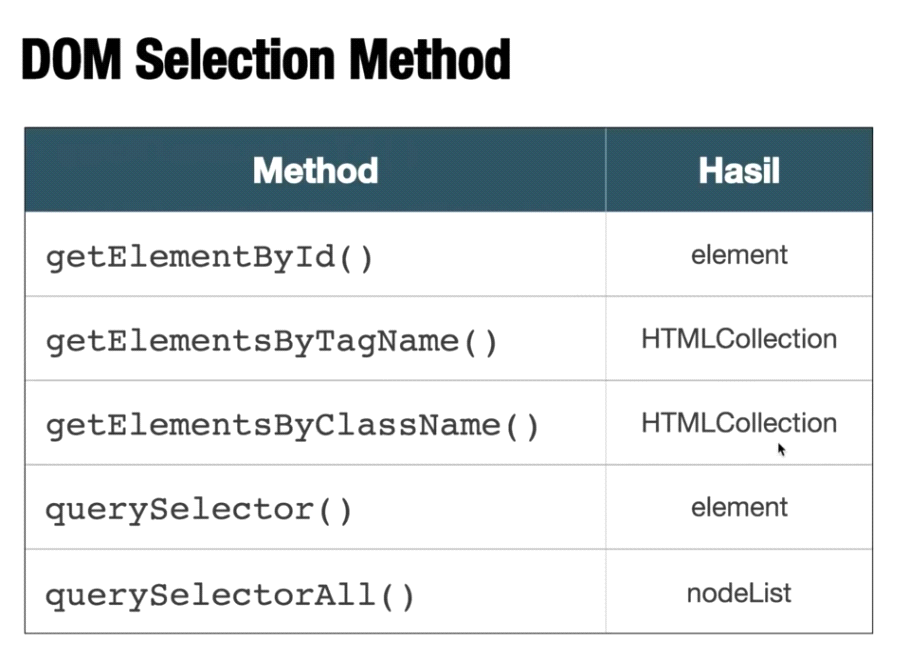 DOM Selection Method
Method Hasil
getElementById() element
getElementsByTagName() HTMLCollection
getElementsByClassName() HTMLCollection
querySelector() element
querySelectorAll() nodeList